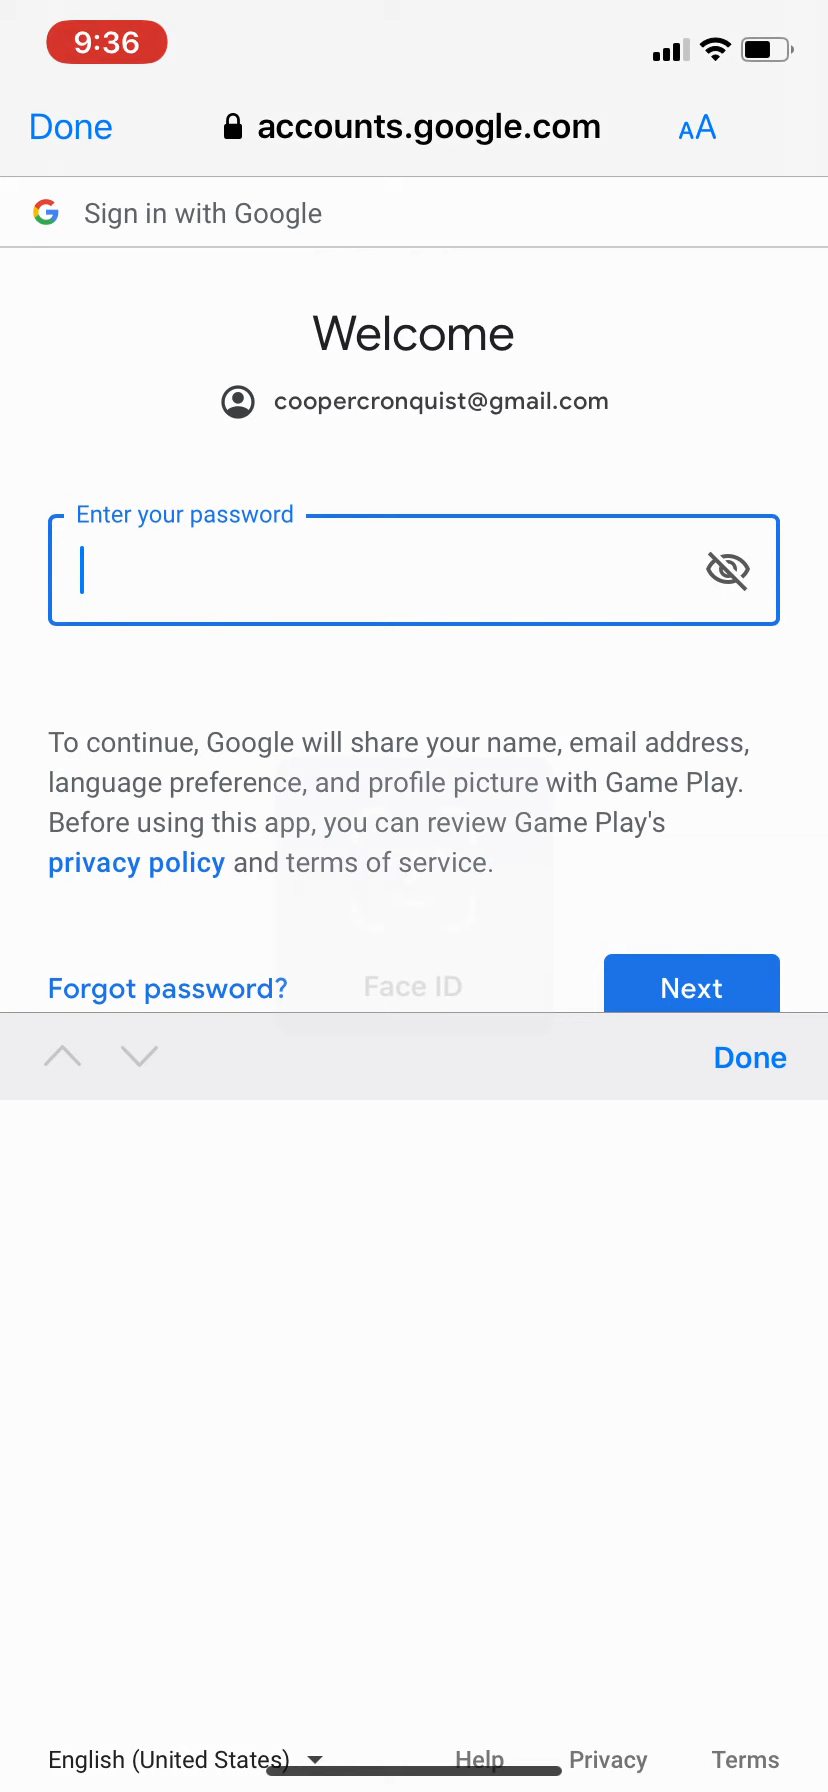 9:36
Done
accounts.google.com
AA
Sign in with Google
Welcome
coopercronquist@gmail.com
Enter your password
To continue, Google will share your name, email address,
language preference, and profile picture with Game Play.
Before using this app, you can review Game Play's
privacy policy and terms of service.
Forgot password?
Face ID
Next
Done
English (United States)
Help
Privacy
Terms